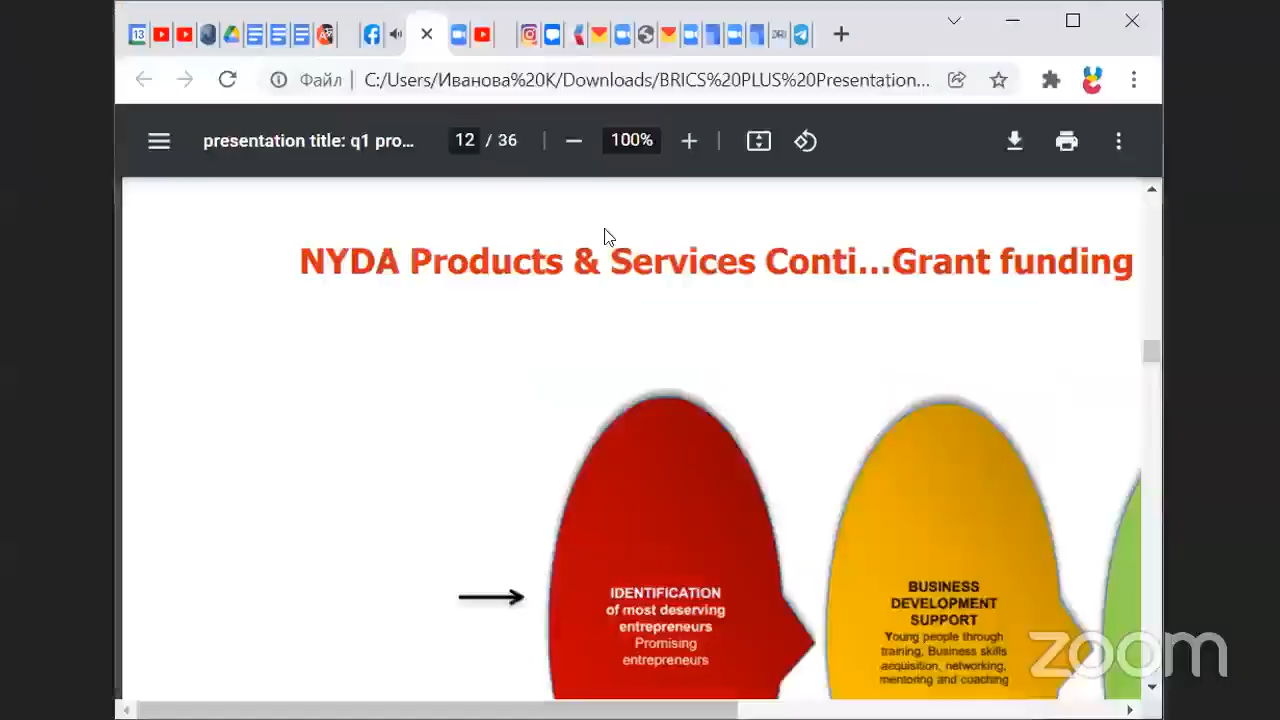 13
DRI
Файл
C:/Users/Иванова%20K/Downloads/BRICS%20PLUS%20Presentation...
presentation title: q1 pro...
12 / 36
100%
NYDA Products & Services Conti...Grant funding
IDENTIFICATION
of most deserving
entrepreneurs
Promising
entrepreneurs
BUSINESS
DEVELOPMENT
SUPPORT
Young people through
training, Business skills
acquisition, networking,
mentoring and coaching
zoom